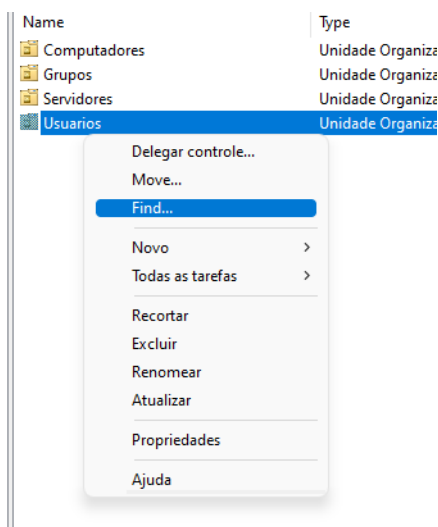 Name Type
Computadores Unidade Organiza
Grupos Unidade Organiza
Servidores Unidade Organiza
Usuarios Unidade Organiza
Delegar controle...
Move...
Find...
Novo
Todas as tarefas
Recortar
Excluir
Renomear
Atualizar
Propriedades
Ajuda